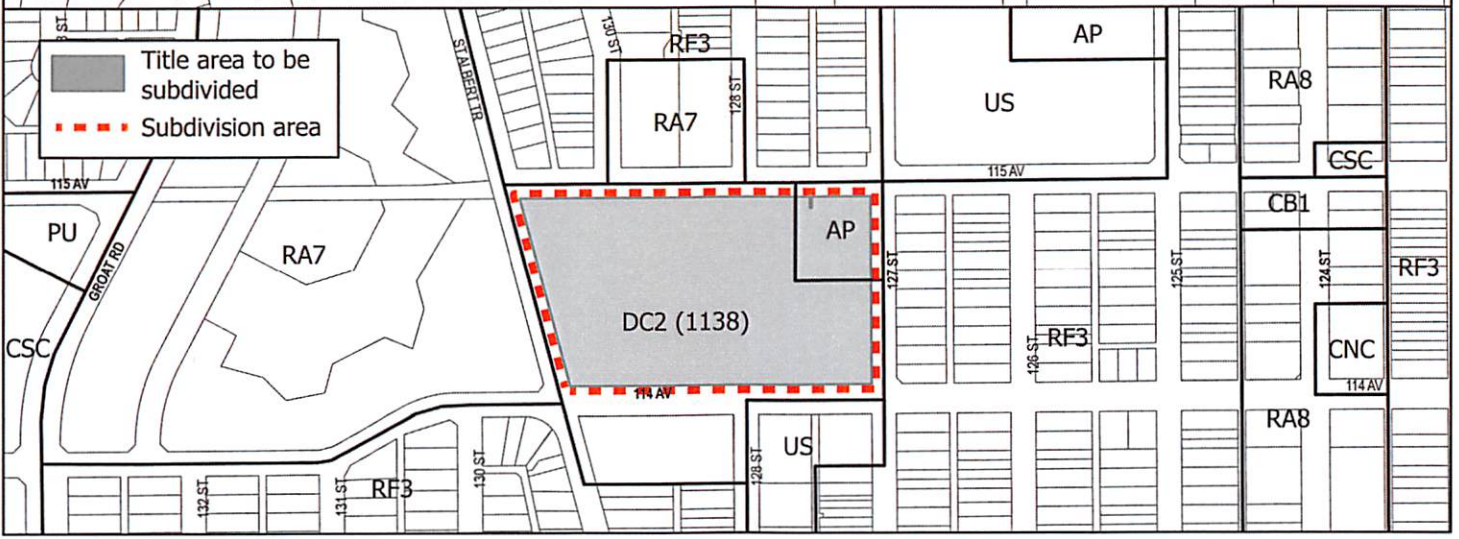 ST ALBERT TR
130 ST
RF3
AP
Title area to be
subdivided
Subdivision area
RA7
128 ST
US
RA8
CSC
115 AV
115 AV
CB1
PU
GROAT RD
RA7
AP
127 ST
125 ST
124 ST
RF3
DC2 (1138)
CSC
126 ST
RF3
CNC
114 AV
114 AV
RA8
US
128 ST
130 ST
RF3
131 ST
132 ST